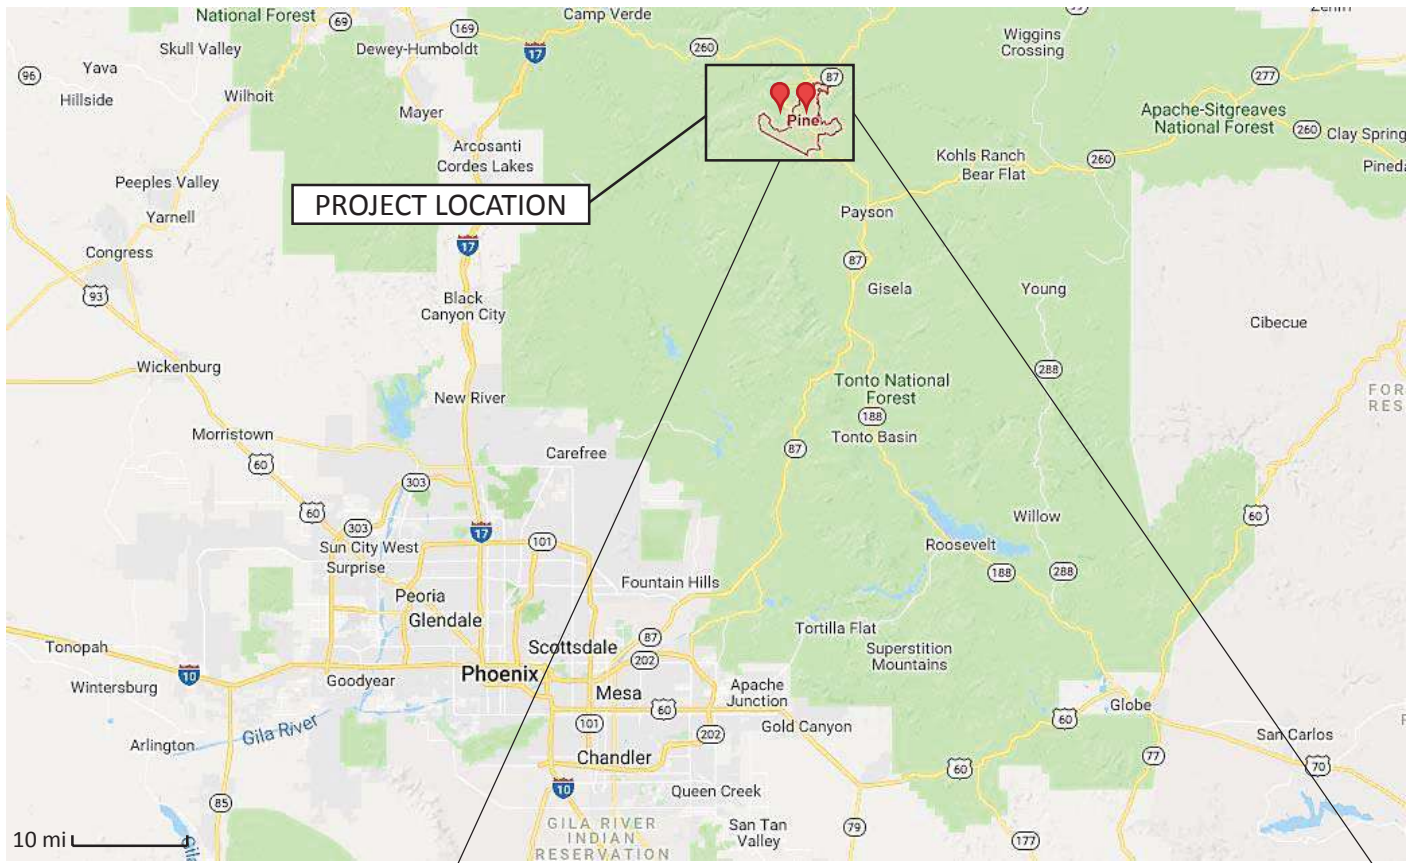 National Forest
69
Camp Verde
Skull Valley
169
Dewey-Humboldt
17
260
Wiggins
Crossing
96
Yava
Hillside
Wilhoit
87
277
Mayer
Pine
Apache-Sitgreaves
National Forest
260
Clay Spring
Arcosanti
Cordes Lakes
Kohls Ranch
Bear Flat
260
Pineda
Peeples Valley
PROJECT LOCATION
Yarnell
Payson
Congress
17
87
93
Black
Canyon City
Gisela
Young
Cibecue
Wickenburg
288
New River
Tonto National
Forest
FOR
RES
188
Morristown
Tonto Basin
60
Carefree
87
303
60
303
17
Willow
60
Sun City West
101
Roosevelt
Surprise
188
288
Fountain Hills
Peoria
Glendale
Tortilla Flat
Scottsdale
87
Superstition
Mountains
Tonopah
202
10
Phoenix
Wintersburg
Goodyear
Mesa
Apache
Junction
60
Globe
Gila River
101
Gold Canyon
60
Arlington
202
San Carlos
Chandler
60
77
70
10
Queen Creek
85
GILA RIVER
INDIAN
RESERVATION
San Tan
Valley
79
177
10 mi